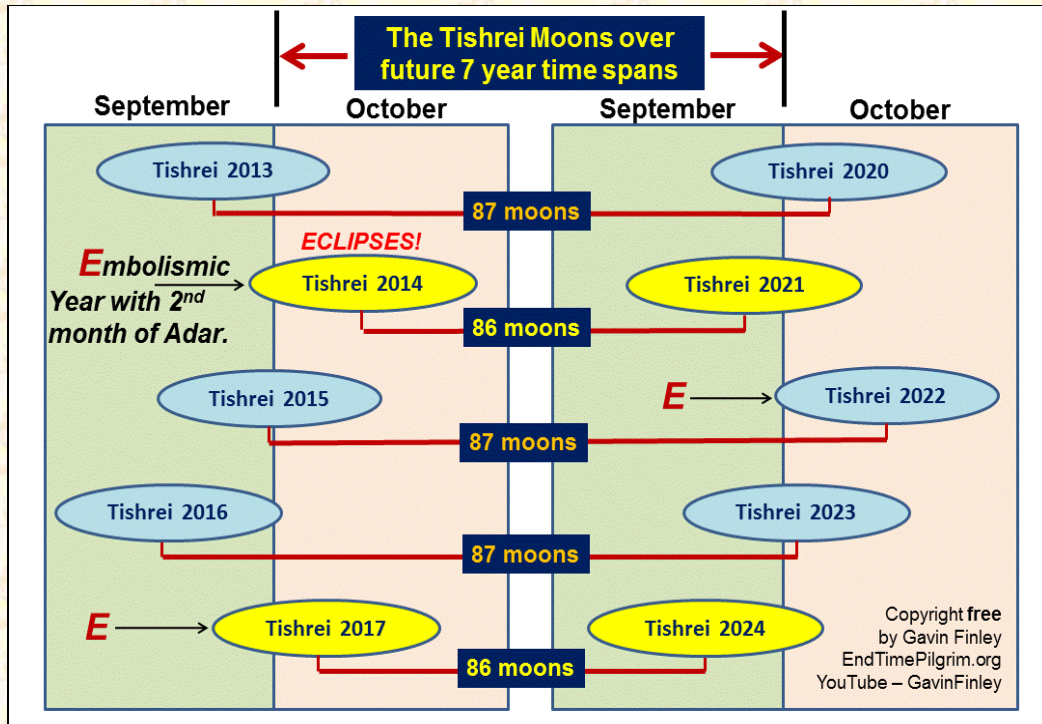 The Tishrei Moons over
future 7 year time spans
September
October
September
October
Tishrei 2013
Tishrei 2020
87 moons
ECLIPSES!
Embolismic
Year with 2nd
month of Adar.
Tishrei 2014
Tishrei 2021
86 moons
Tishrei 2015
E
Tishrei 2022
87 moons
Tishrei 2016
Tishrei 2023
87 moons
E
Tishrei 2017
Tishrei 2024
86 moons
Copyright free
by Gavin Finley
EndTimePilgrim.org
YouTube – GavinFinley